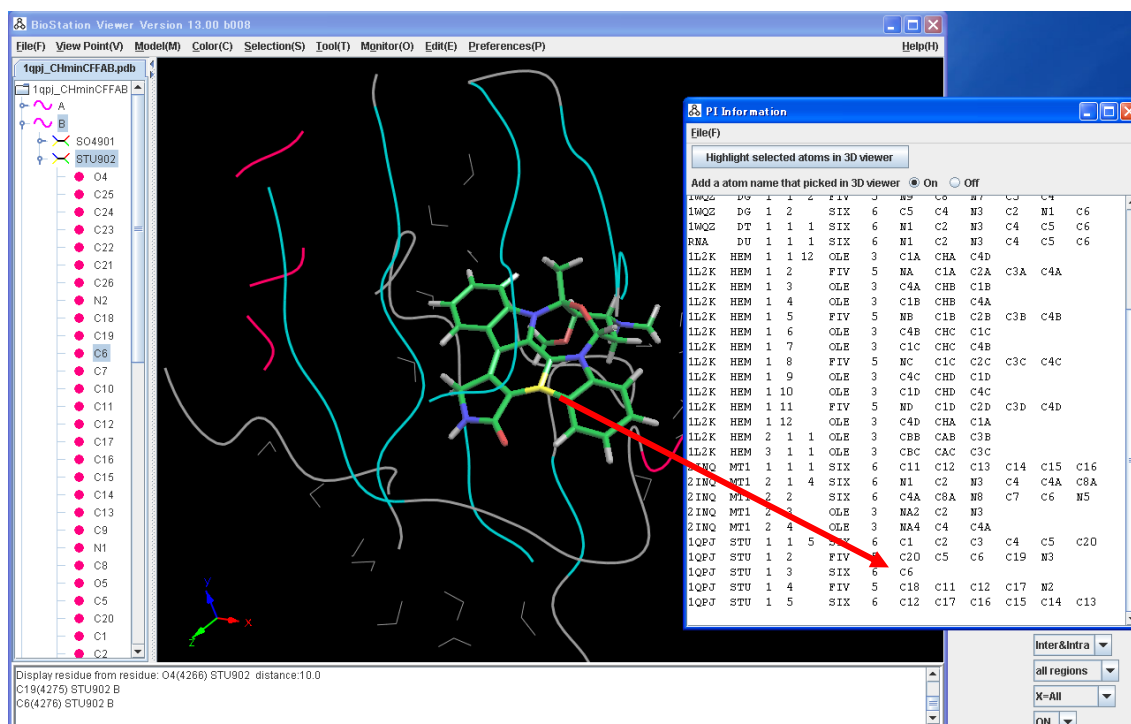 BioStation Viewer Version 13.00 b008
File(F) View Point(V) Model(M) Color(C) Selection(S) Tool(T) Monitor(O) Edit(E) Preferences(P) Help(H)
1qpj_CHminCFFAB.pdb
1qpj_CHminCFFAB
A
B
SO4901
STU902
O4
C25
C24
C23
C22
C21
C26
N2
C18
C19
C6
C7
C10
C11
C12
C17
C16
C15
C14
C13
C9
N1
C8
O5
C5
C20
C1
C2
Y
X
Z
Display residue from residue: O4(4266) STU902 distance:10.0
C19(4275) STU902 B
C6(4276) STU902 B
PI Information
File(F)
Highlight selected atoms in 3D viewer
Add a atom name that picked in 3D viewer On Off
1WQZ DG 1 1 2 FIV 5 N9 C8 N7 C5 C4
1WQZ DG 1 2 SIX 6 C5 C4 N3 C2 N1 C6
1WQZ DT 1 1 1 SIX 6 N1 C2 N3 C4 C5 C6
RNA DU 1 1 1 SIX 6 N1 C2 N3 C4 C5 C6
1L2K HEM 1 1 12 OLE 3 C1A CHA C4D
1L2K HEM 1 2 FIV 5 NA C1A C2A C3A C4A
1L2K HEM 1 3 OLE 3 C4A CHB C1B
1L2K HEM 1 4 OLE 3 C1B CHB C4A
1L2K HEM 1 5 FIV 5 NB C1B C2B C3B C4B
1L2K HEM 1 6 OLE 3 C4B CHC C1C
1L2K HEM 1 7 OLE 3 C1C CHC C4B
1L2K HEM 1 8 FIV 5 NC C1C C2C C3C C4C
1L2K HEM 1 9 OLE 3 C4C CHD C1D
1L2K HEM 1 10 OLE 3 C1D CHD C4C
1L2K HEM 1 11 FIV 5 ND C1D C2D C3D C4D
1L2K HEM 1 12 OLE 3 C4D CHA C1A
1L2K HEM 2 1 1 OLE 3 CBB CAB C3B
1L2K HEM 3 1 1 OLE 3 CBC CAC C3C
2INQ MT1 1 1 1 SIX 6 C11 C12 C13 C14 C15 C16
2INQ MT1 2 1 4 SIX 6 N1 C2 N3 C4 C4A C8A
2INQ MT1 2 2 SIX 6 C4A C8A N8 C7 C6 N5
2INQ MT1 2 3 OLE 3 NA2 C2 N3
2INQ MT1 2 4 OLE 3 NA4 C4 C4A
1QPJ STU 1 1 5 SIX 6 C1 C2 C3 C4 C5 C20
1QPJ STU 1 2 FIV C20 C5 C6 C19 N3
1QPJ STU 1 3 SIX 6 C6
1QPJ STU 1 4 FIV 5 C18 C11 C12 C17 N2
1QPJ STU 1 5 SIX 6 C12 C17 C16 C15 C14 C13
Inter&Intra
all regions
X=All
ON